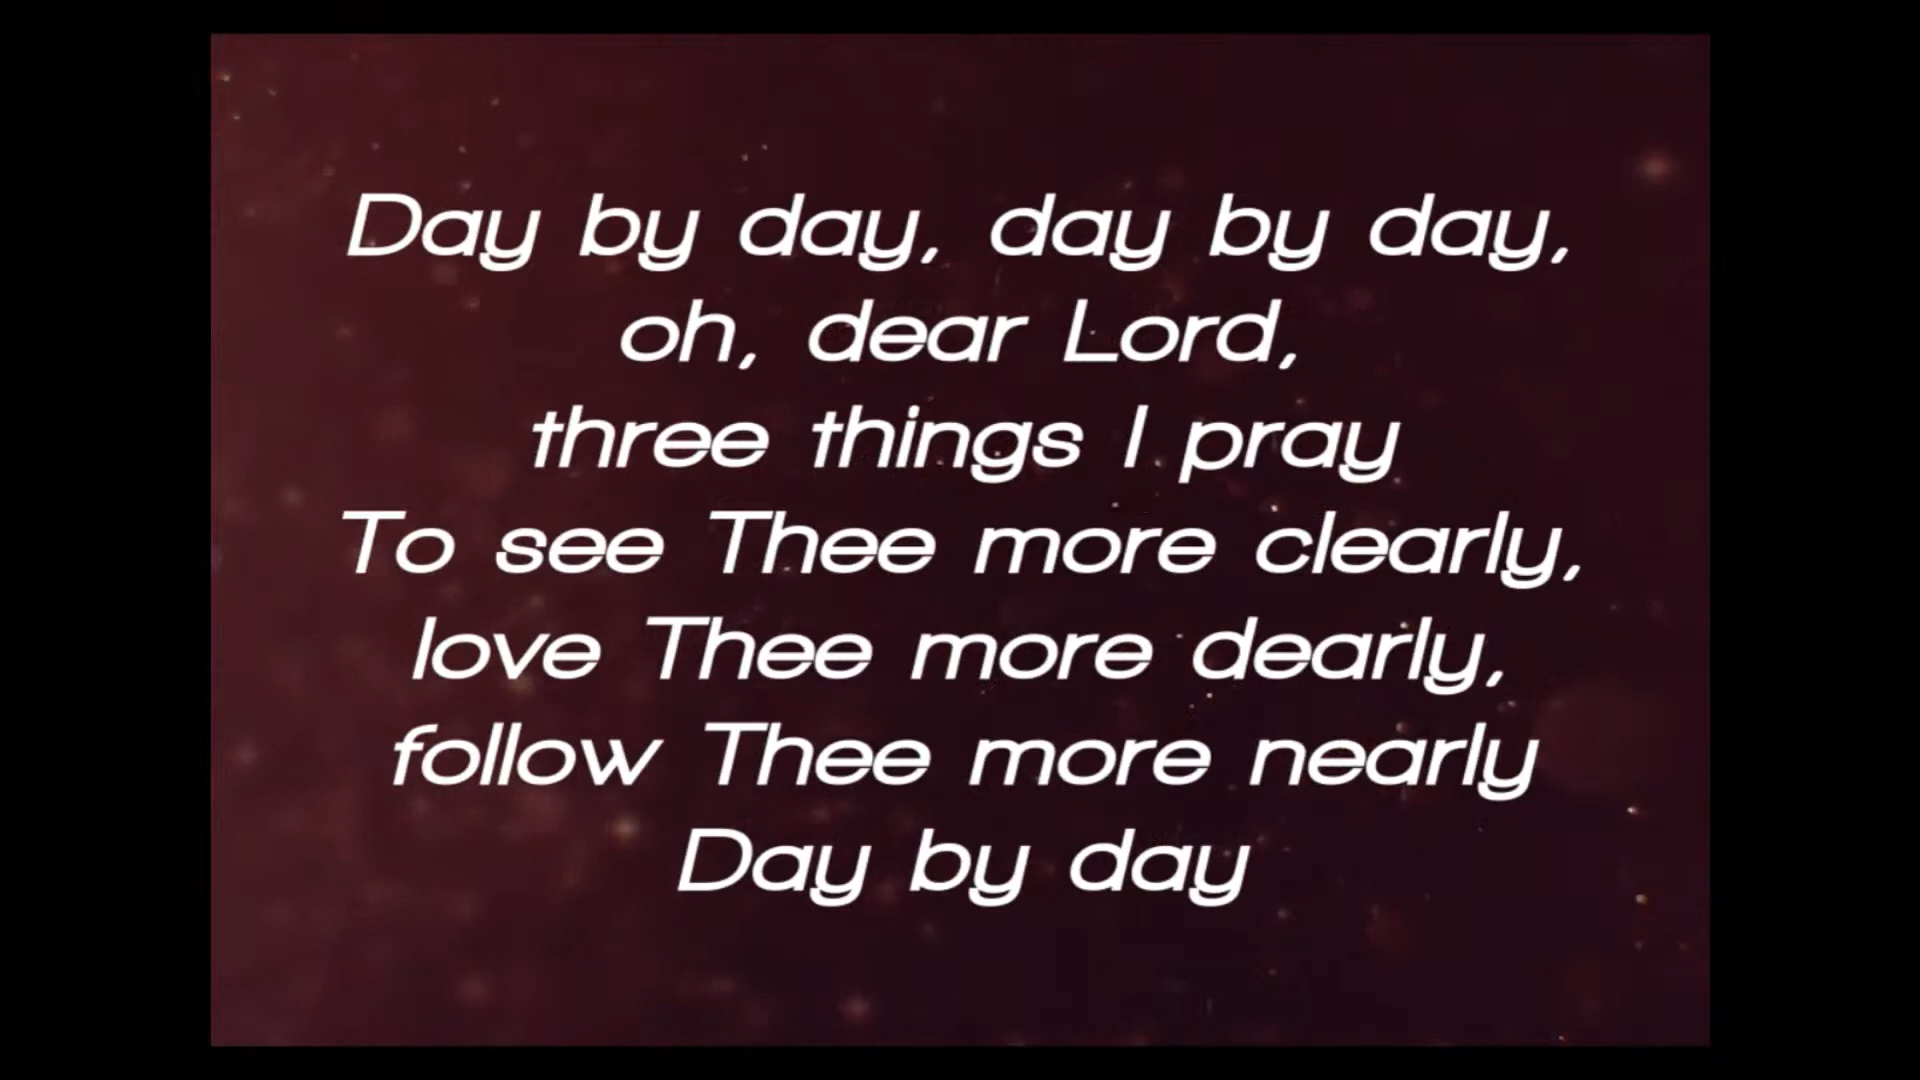 Day by day, day by day,
oh, dear Lord,
three things I pray
To see Thee more clearly,
love Thee more dearly,
follow Thee more nearly
Day by day